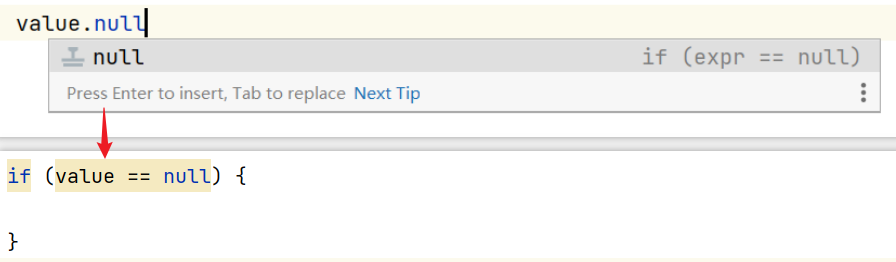 value.null
null if (expr == null)
Press Enter to insert, Tab to replace Next Tip
if (value == null) {
}